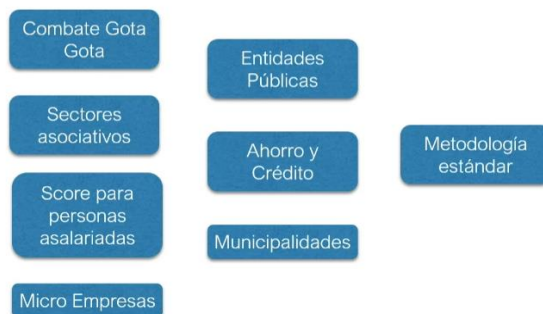 Combate Gota
Gota
Sectores
asociativos
Score para
personas
asalariadas
Micro Empresas
Entidades
Públicas
Ahorro y
Crédito
Municipalidades
Metodología
estándar